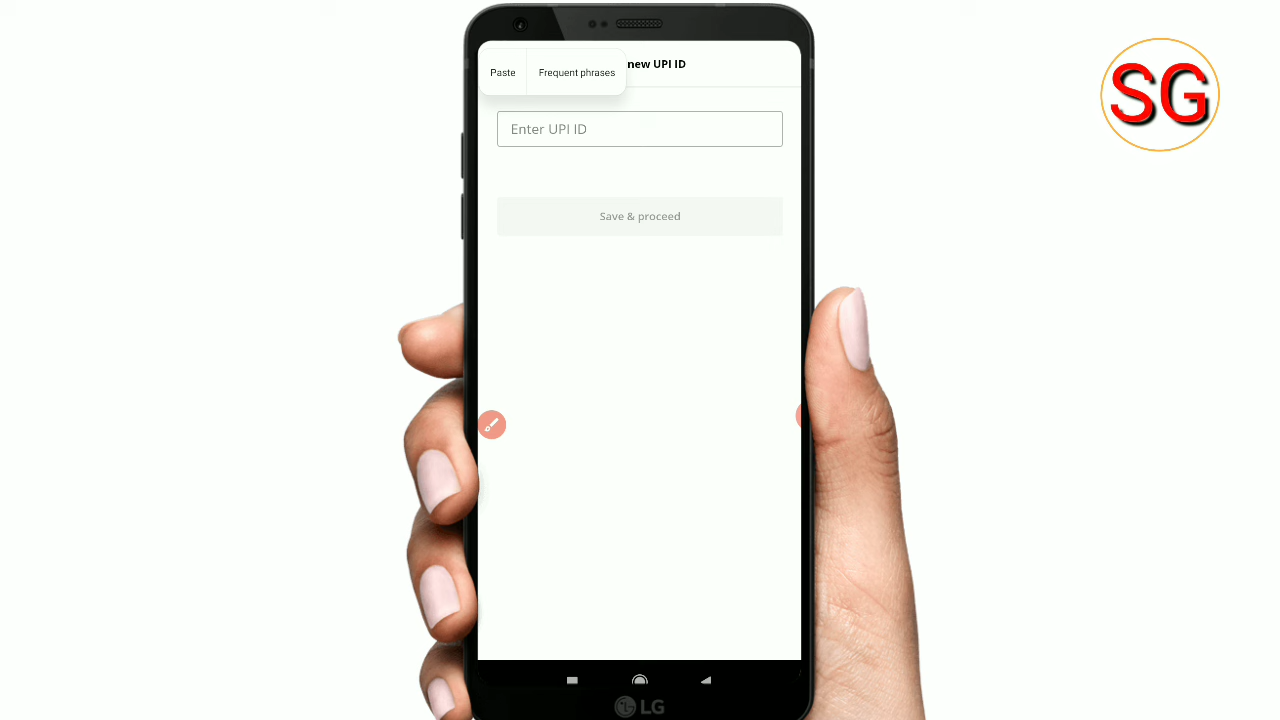 new UPI ID
Paste
Frequent phrases
Enter UPI ID
Save & proceed
SG
LG